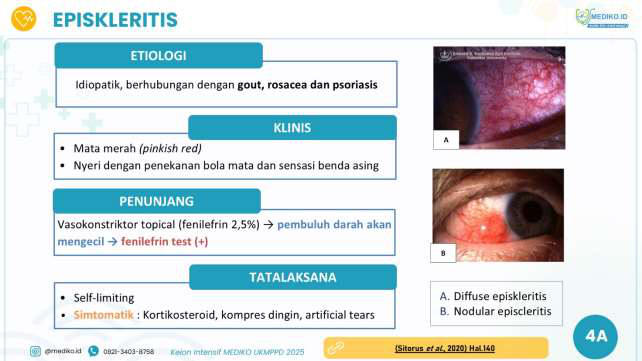 EPISKLERITIS
MEDIKO.ID
ETIOLOGI
Idiopatik, berhubungan dengan gout, rosacea dan psoriasis
KLINIS
• Mata merah (pinkish red)
• Nyeri dengan penekanan bola mata dan sensasi benda asing
PENUNJANG
Vasokonstriktor topical (fenilefrin 2,5%) → pembuluh darah akan
mengecil → fenilefrin test (+)
TATALAKSANA
• Self-limiting
• Simtomatik : Kortikosteroid, kompres dingin, artificial tears
A
B
A. Diffuse episkleritis
B. Nodular episcleritis
4A
@mediko.id
0821-3403-8758
Kelon Intensif MEDIKO UKMPPD 2025
(Sitorus et al., 2020) Hal.140